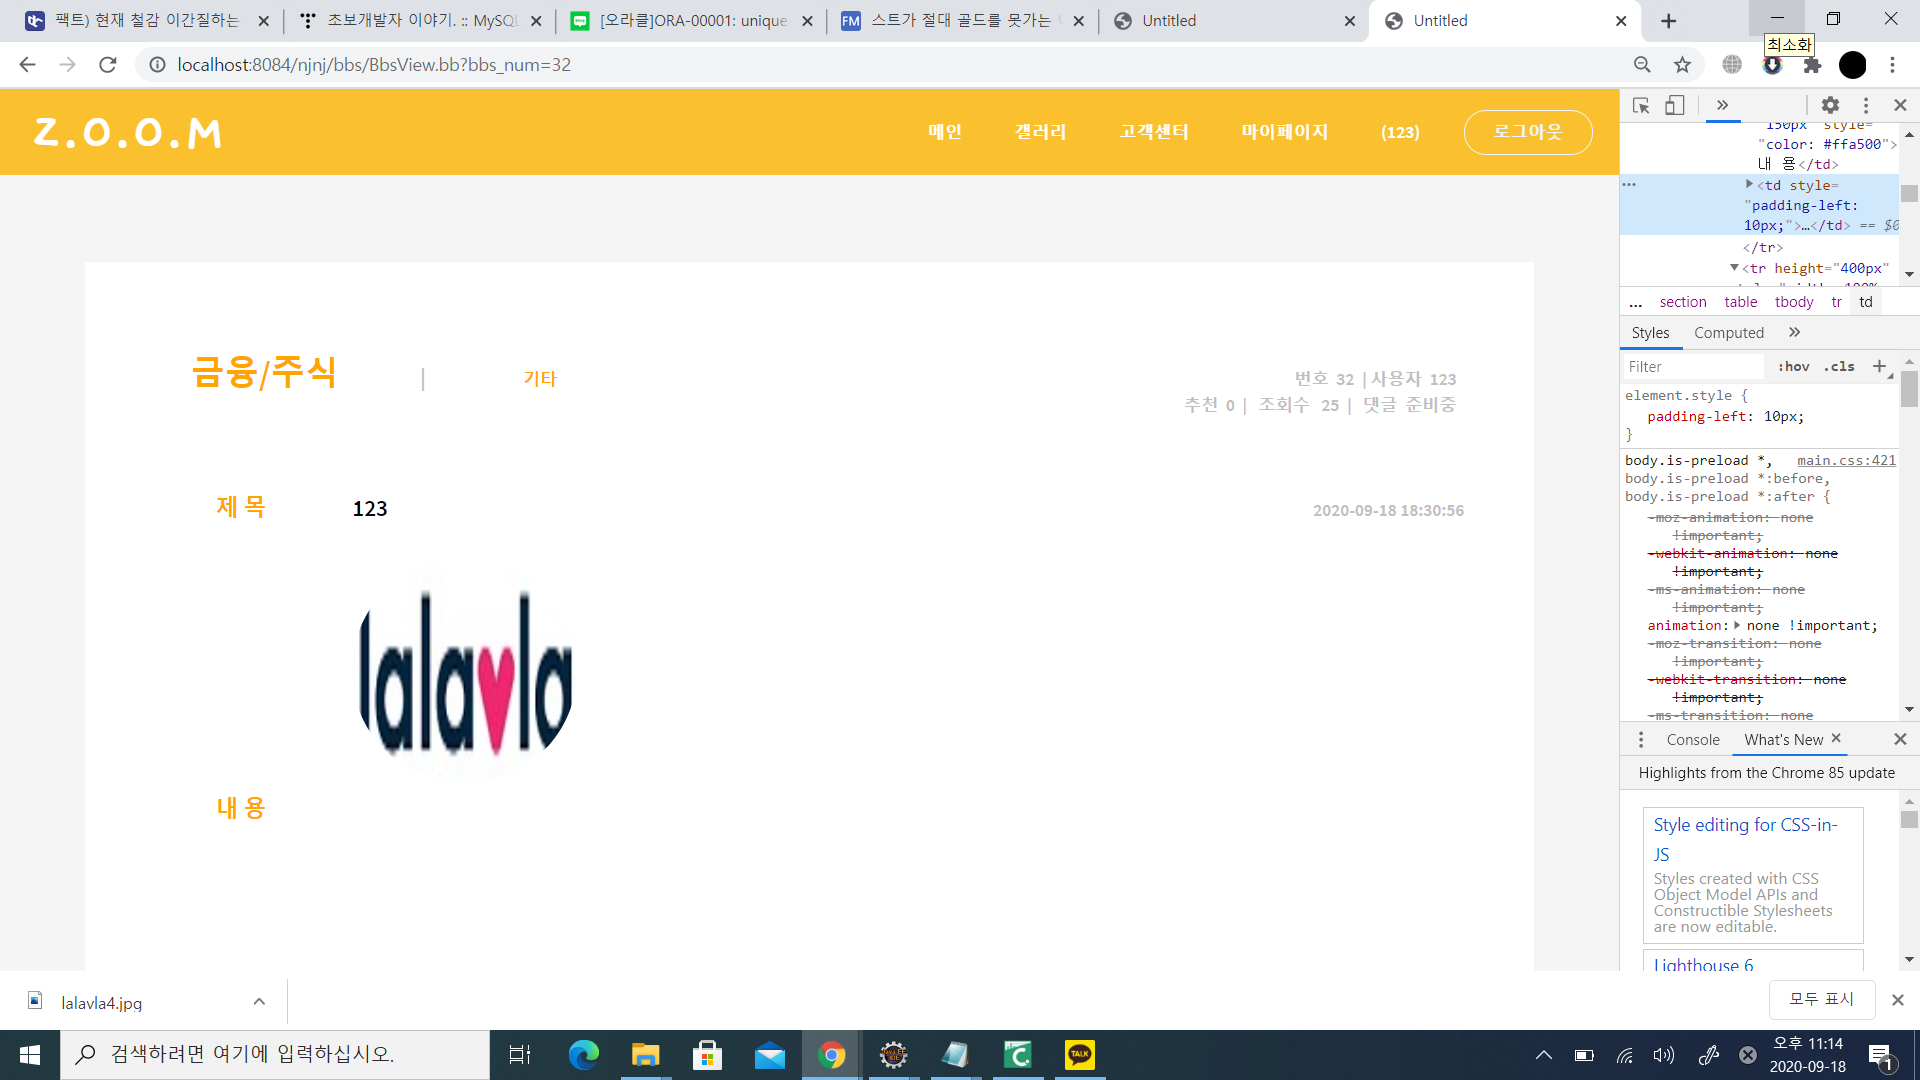 팩트) 현재 철감 이간질하는
초보개발자 이야기. :: MySQL
[오라클]ORA-00001: unique
FM 스트가 절대 골드를 못가는
Untitled
Untitled
최소화
localhost:8084/njnj/bbs/BbsView.bb?bbs_num=32
Z.O.O.M
메인
갤러리
고객센터
마이페이지
(123)
로그아웃
금융/주식
|
기타
번호 32 | 사용자 123
추천 0 | 조회수 25 | 댓글 준비중
제 목
123
2020-09-18 18:30:56
lalavla
내 용
150px" style=
"color: #ffa500">
내 용</td>
<td style=
"padding-left:
10px;">…</td> == $0
</tr>
<tr height="400px"
... section table tbody tr td
Styles Computed »
Filter :hov .cls +
element.style {
padding-left: 10px;
}
body.is-preload *, main.css:421
body.is-preload *:before,
body.is-preload *:after {
-moz-animation: none
!important;
-webkit-animation: none
!important;
-ms-animation: none
!important;
animation: none !important;
-moz-transition: none
!important;
-webkit-transition: none
!important;
-ms-transition: none
Console What's New
Highlights from the Chrome 85 update
Style editing for CSS-in-
JS
Styles created with CSS
Object Model APIs and
Constructible Stylesheets
are now editable.
Lighthouse 6
lalavla4.jpg
모두 표시
검색하려면 여기에 입력하십시오.
TALK
오후 11:14
2020-09-18
1